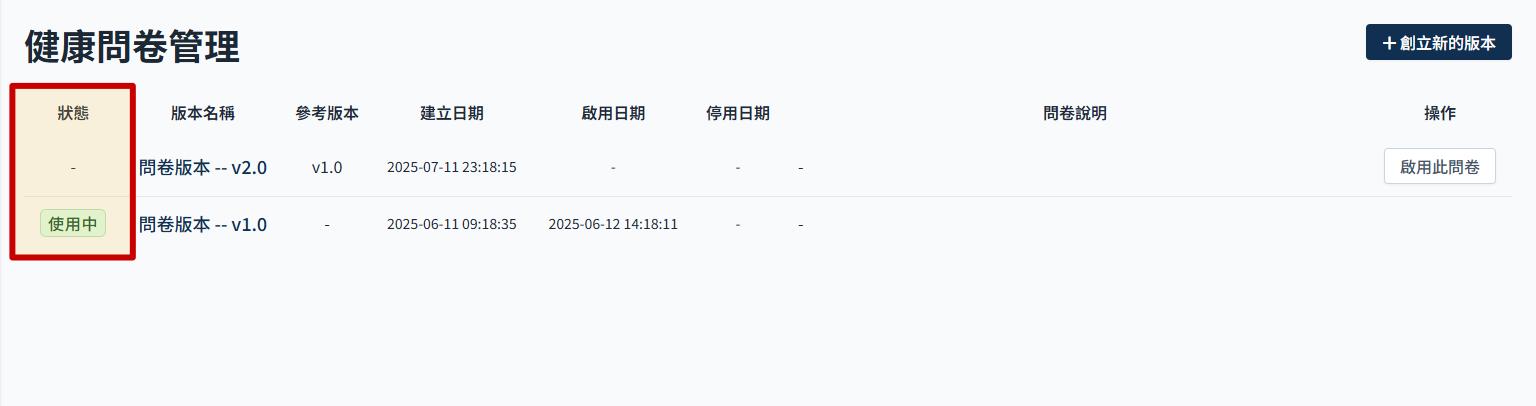 健康問卷管理
+ 創立新的版本
狀態 版本名稱 參考版本 建立日期 啟用日期 停用日期 問卷說明 操作
- 問卷版本 -- v2.0 v1.0 2025-07-11 23:18:15 - - - 啟用此問卷
使用中 問卷版本 -- v1.0 - 2025-06-11 09:18:35 2025-06-12 14:18:11 - -